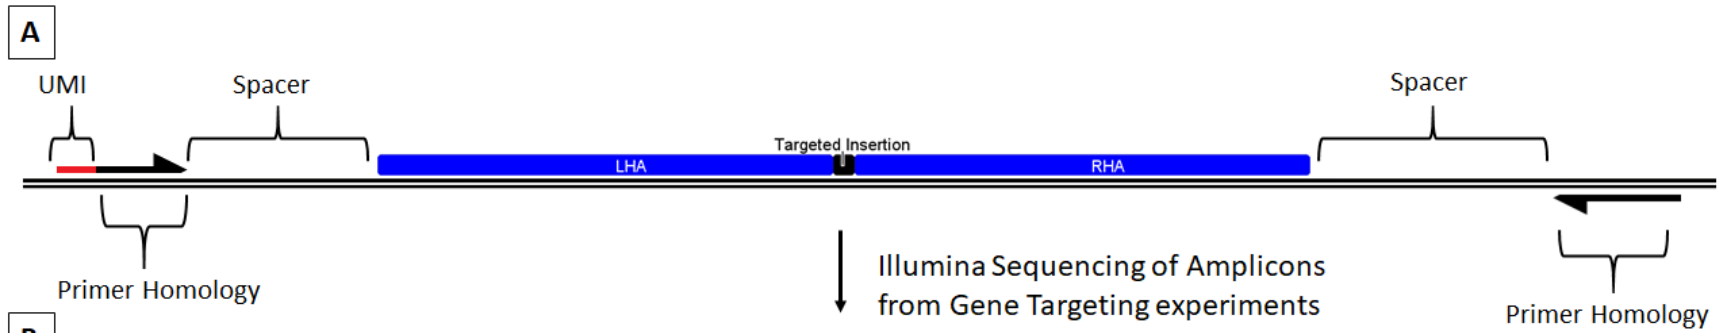 A
UMI
Spacer
Spacer
Targeted Insertion
LHA
RHA
Primer Homology
Illumina Sequencing of Amplicons
from Gene Targeting experiments
Primer Homology